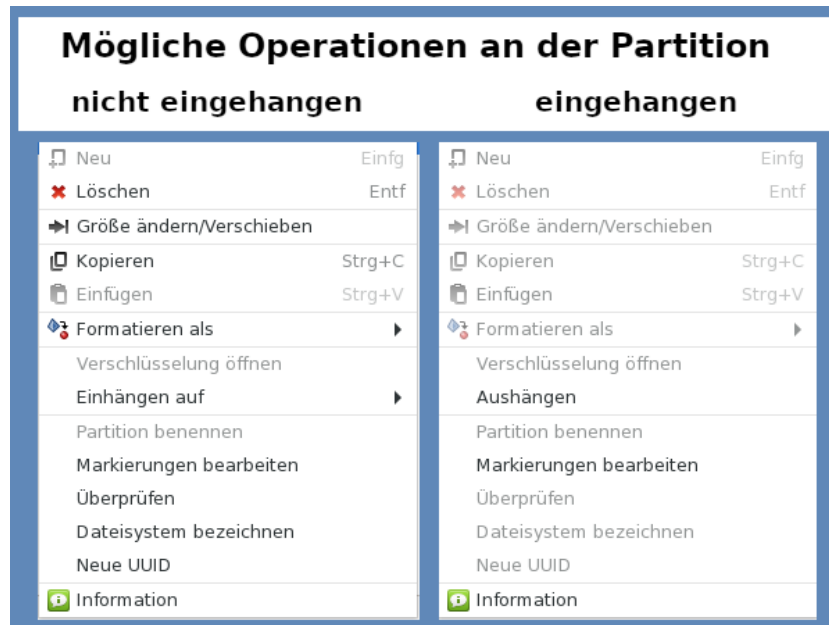 Mögliche Operationen an der Partition
nicht eingehangen
eingehangen
Neu Einfg
Löschen Entf
Größe ändern/Verschieben
Kopieren Strg+C
Einfügen Strg+V
Formatieren als
Verschlüsselung öffnen
Einhängen auf
Partition benennen
Markierungen bearbeiten
Überprüfen
Dateisystem bezeichnen
Neue UUID
Information
Neu Einfg
Löschen Entf
Größe ändern/Verschieben
Kopieren Strg+C
Einfügen Strg+V
Formatieren als
Verschlüsselung öffnen
Aushängen
Partition benennen
Markierungen bearbeiten
Überprüfen
Dateisystem bezeichnen
Neue UUID
Information